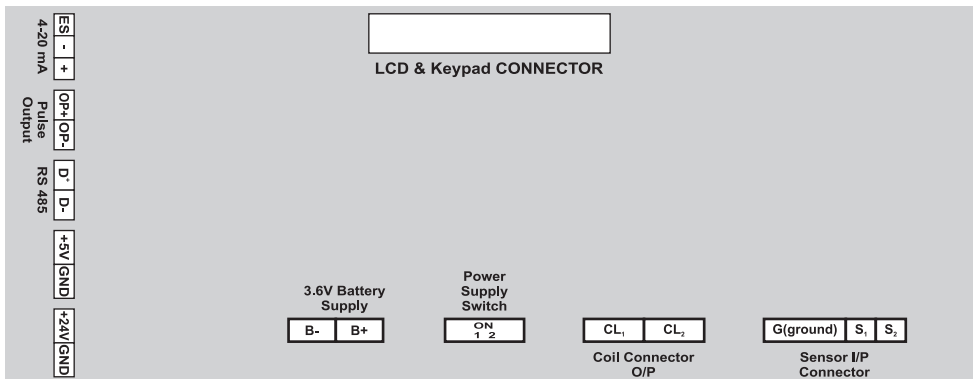 ES - +
4-20 mA
OP+ OP-
Pulse
Output
D+ D-
RS 485
+5V GND
+24V GND
LCD & Keypad CONNECTOR
3.6V Battery
Supply
B- B+
Power
Supply
Switch
ON
1 2
CL₁ CL₂
Coil Connector
O/P
G(ground) S₁ S₂
Sensor I/P
Connector